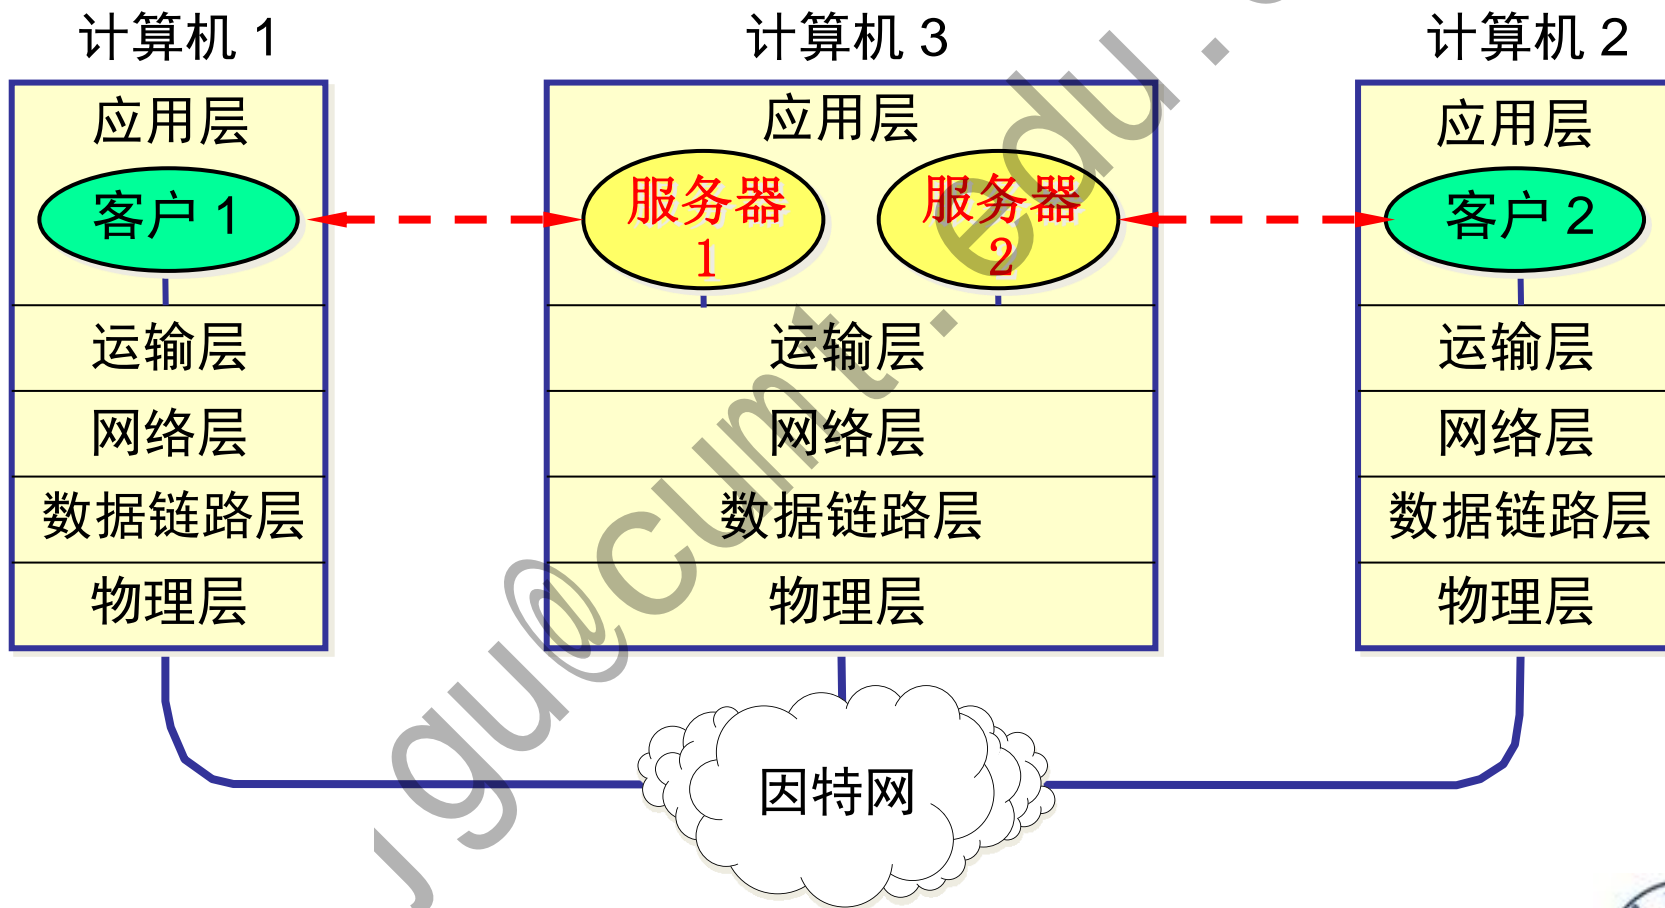 计算机 1
计算机 3
计算机 2
应用层
应用层
应用层
客户 1
服务器
1
服务器
2
客户 2
运输层
运输层
运输层
网络层
网络层
网络层
数据链路层
数据链路层
数据链路层
物理层
物理层
物理层
因特网
gu@cumt.edu.